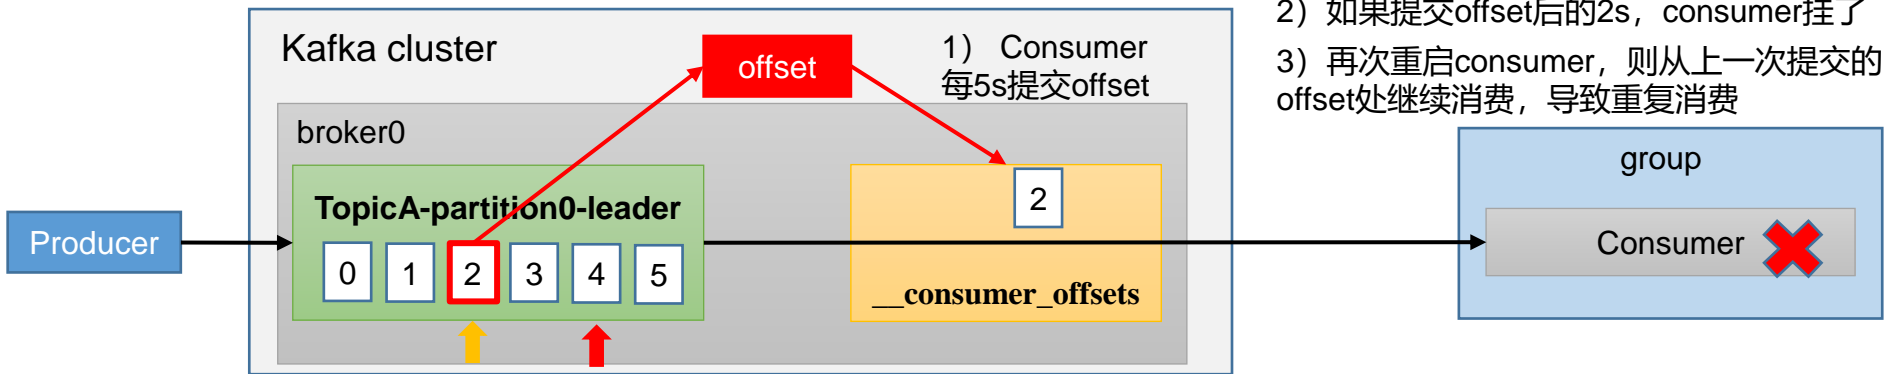 2）如果提交offset后的2s，consumer挂了
3）再次重启consumer，则从上一次提交的
offset处继续消费，导致重复消费
Kafka cluster
offset
1） Consumer
每5s提交offset
broker0
group
TopicA-partition0-leader
2
Producer
Consumer
0 1 2 3 4 5
__consumer_offsets